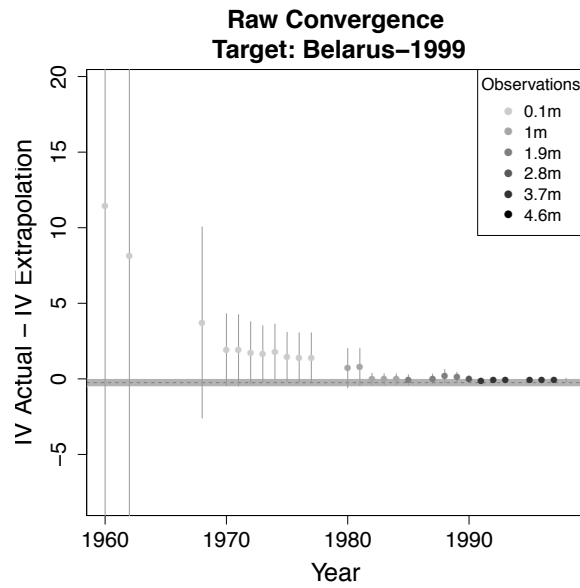 Raw Convergence
Target: Belarus−1999
IV Actual − IV Extrapolation
20
15
10
5
0
−5
1960
1970
1980
1990
Year
Observations
0.1m
1m
1.9m
2.8m
3.7m
4.6m